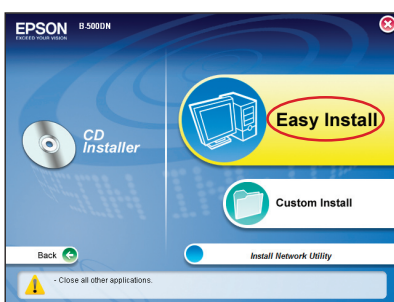 EPSON B-500DN
EXCEED YOUR VISION
Easy Install
CD
Installer
Custom Install
Back
Install Network Utility
- Close all other applications.